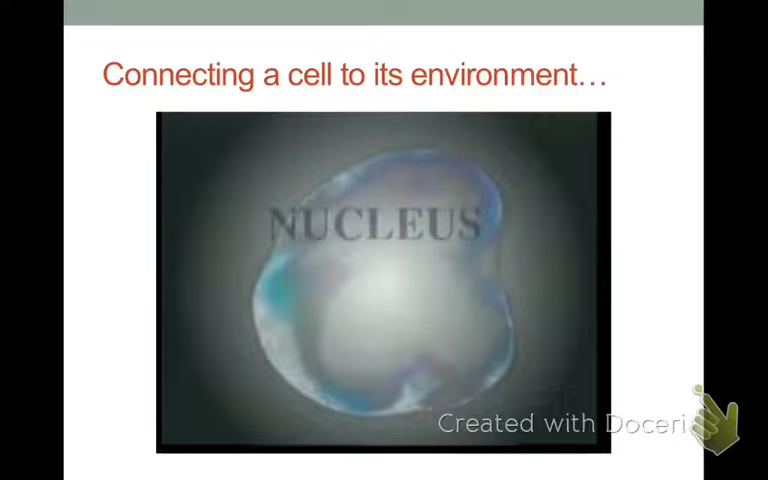 Connecting a cell to its environment…
NUCLEUS
Created with Doceri